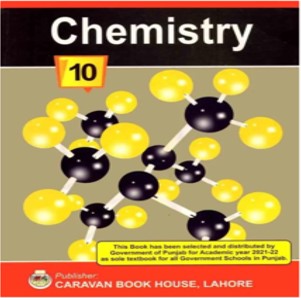 Chemistry
10
This Book has been selected and distributed by
Government of Punjab for Academic year 2021-22
as sole textbook for all Government Schools in Punjab.
Publisher:
CARAVAN BOOK HOUSE, LAHORE